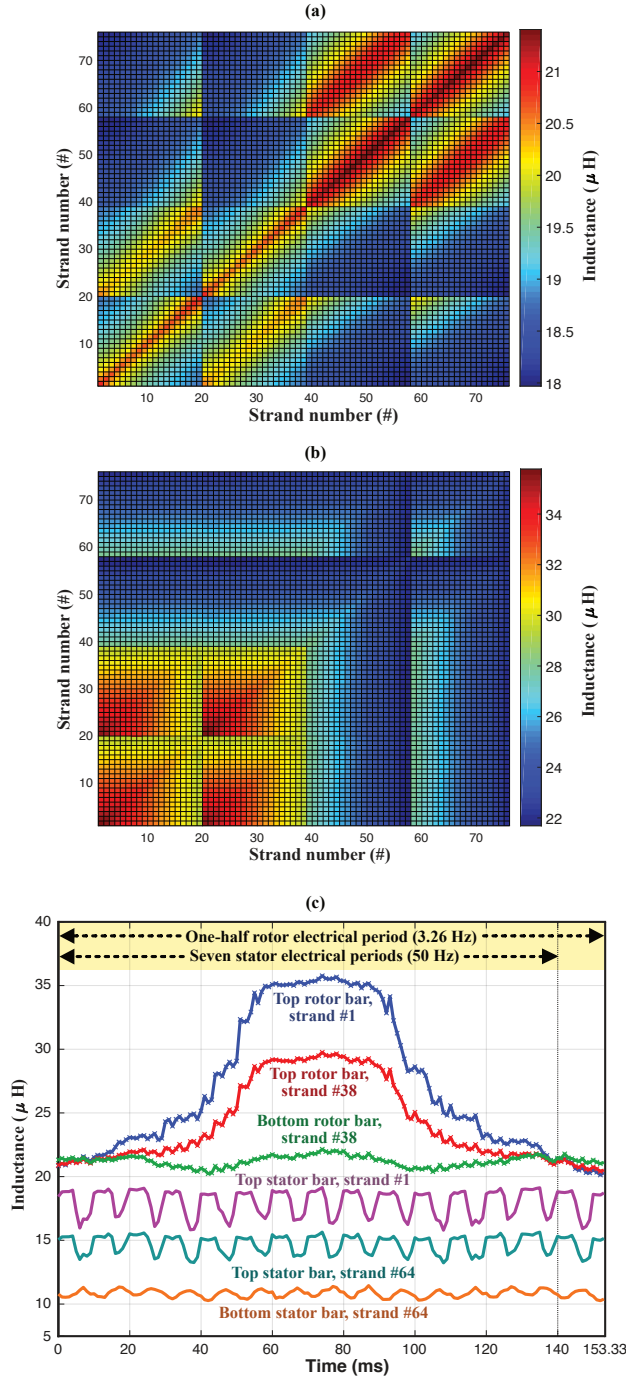 (a)
70
60
50
40
30
20
10
Strand number (#)
10 20 30 40 50 60 70
Strand number (#)
21
20.5
20
19.5
19
18.5
18
Inductance ( μ H)
(b)
70
60
50
40
30
20
10
Strand number (#)
10 20 30 40 50 60 70
Strand number (#)
34
32
30
28
26
24
22
Inductance ( μ H)
(c)
40
35
30
25
20
15
10
5
Inductance ( μ H)
One-half rotor electrical period (3.26 Hz)
Seven stator electrical periods (50 Hz)
Top rotor bar,
strand #1
Top rotor bar,
strand #38
Bottom rotor bar,
strand #38
Top stator bar, strand #1
Top stator bar, strand #64
Bottom stator bar, strand #64
0 20 40 60 80 100 120 140 153.33
Time (ms)